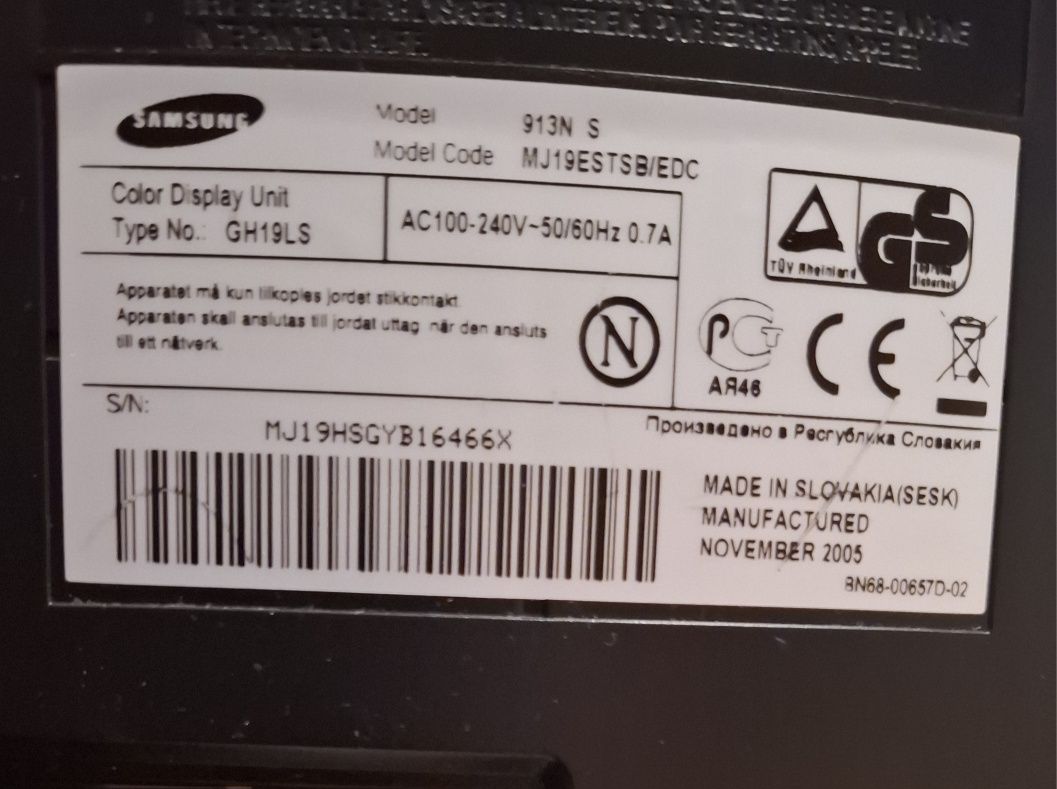 SAMSUNG
Model 913N S
Model Code MJ19ESTSB/EDC
Color Display Unit
Type No.: GH19LS
AC100-240V~50/60Hz 0.7A
TÜV Rheinland
GS
Apparatet må kun tilkoples jordet stikkontakt
Apparaten skall anslutas till jordat uttag när den ansluts
till ett nätverk.
N
PCT
АЯ46
CE
S/N:
MJ19HSGYB16466X
Произведено в Республика Словакия
MADE IN SLOVAKIA(SESK)
MANUFACTURED
NOVEMBER 2005
BN68-00657D-02